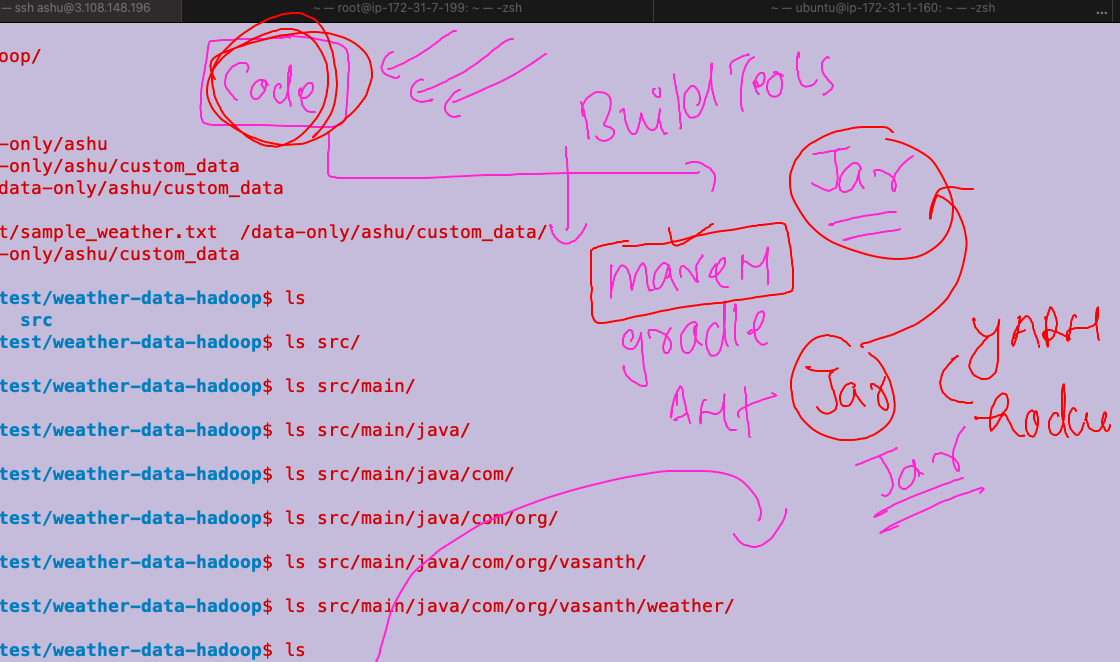 — ssh ashu@3.108.148.196
~ — root@ip-172-31-7-199: ~ — -zsh
~ — ubuntu@ip-172-31-1-160: ~ — -zsh
...
oop/
Code
Build Tools
-only/ashu
-only/ashu/custom_data
data-only/ashu/custom_data
Jar
t/sample_weather.txt  /data-only/ashu/custom_data/
-only/ashu/custom_data
maven
test/weather-data-hadoop$ ls
src
gradle
YARN
test/weather-data-hadoop$ ls src/
test/weather-data-hadoop$ ls src/main/
Ant
Jar
test/weather-data-hadoop$ ls src/main/java/
test/weather-data-hadoop$ ls src/main/java/com/
Jar
test/weather-data-hadoop$ ls src/main/java/com/org/
test/weather-data-hadoop$ ls src/main/java/com/org/vasanth/
test/weather-data-hadoop$ ls src/main/java/com/org/vasanth/weather/
test/weather-data-hadoop$ ls